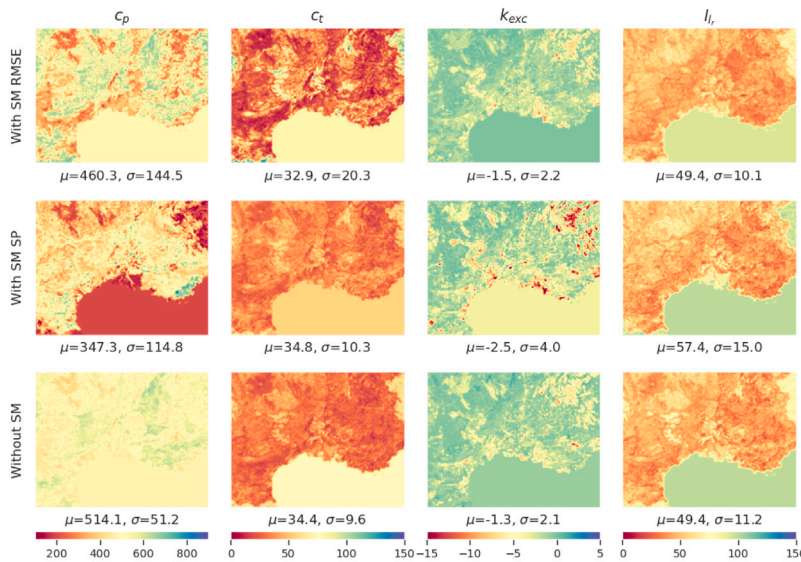 c_p c_t k_exc l_lr
With SM RMSE
μ=460.3, σ=144.5 μ=32.9, σ=20.3 μ=-1.5, σ=2.2 μ=49.4, σ=10.1
With SM SP
μ=347.3, σ=114.8 μ=34.8, σ=10.3 μ=-2.5, σ=4.0 μ=57.4, σ=15.0
Without SM
μ=514.1, σ=51.2 μ=34.4, σ=9.6 μ=-1.3, σ=2.1 μ=49.4, σ=11.2
200 400 600 800 0 50 100 150 −15 −10 −5 0 5 0 50 100 150